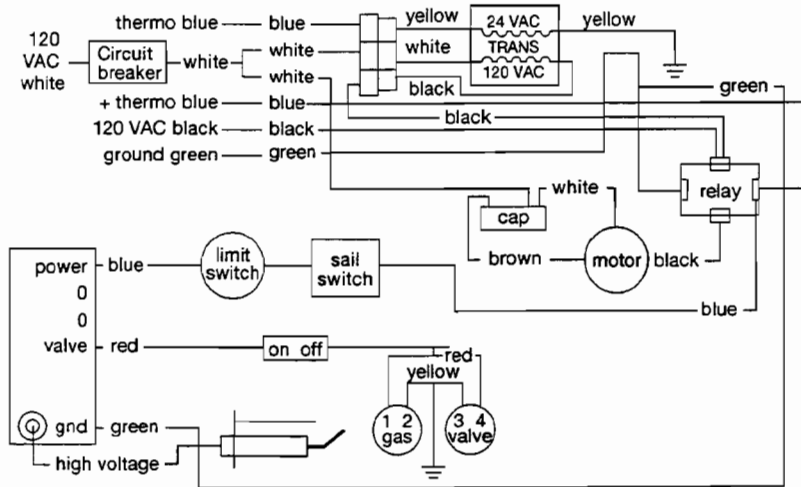 thermo blue blue yellow 24 VAC yellow
120 VAC white
Circuit breaker
white
white
white
white
TRANS
120 VAC
black
+ thermo blue blue
green
120 VAC black black
black
ground green green
relay
cap
white
brown
motor
black
power blue
limit switch
sail switch
blue
0
0
valve red
on off
red
yellow
1 2
gas
3 4
valve
gnd green
high voltage